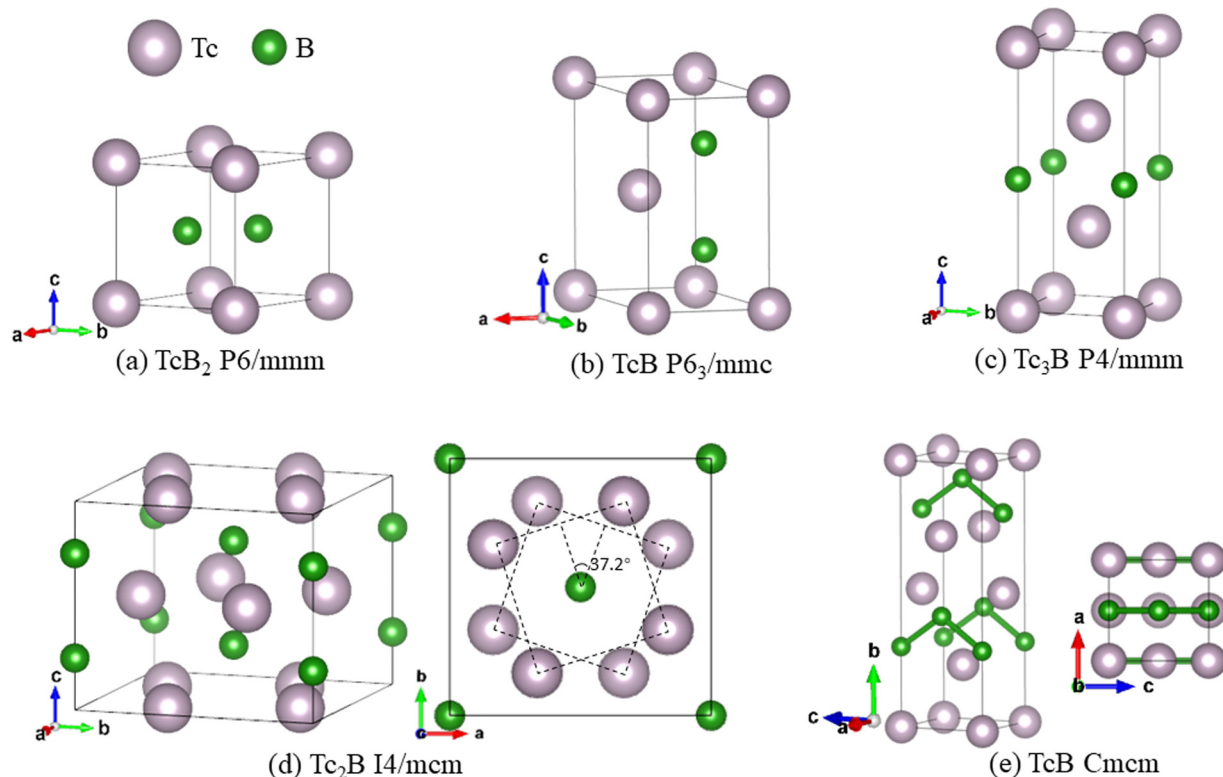 Tc B
c
a b
(a) TcB₂ P6/mmm
c
a b
(b) TcB P6₃/mmc
c
a b
(c) Tc₃B P4/mmm
c
a b
37.2°
b
c a
(d) Tc₂B I4/mcm
b
c a
a
b c
(e) TcB Cmcm